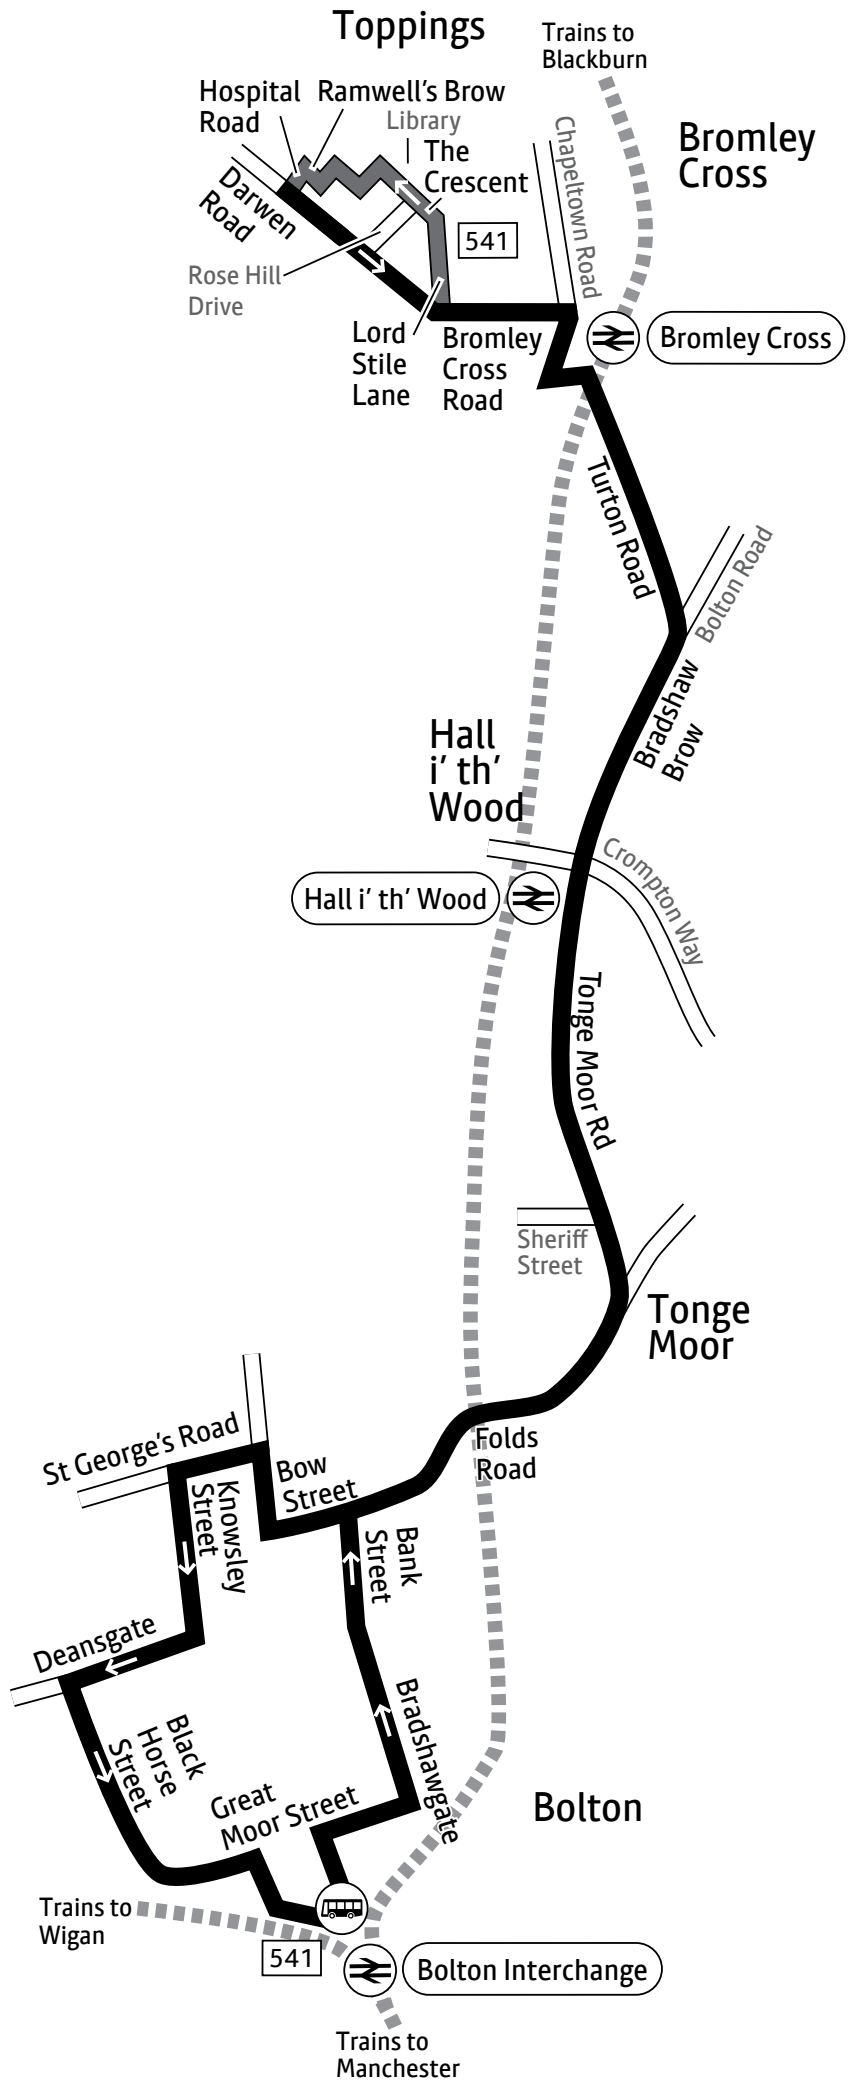 Toppings
Trains to
Blackburn
Hospital
Road
Ramwell's Brow
Library
The
Crescent
Chapeltown Road
Bromley
Cross
Darwen
Road
541
Rose Hill
Drive
Lord
Stile
Lane
Bromley
Cross
Road
Bromley Cross
Turton Road
Bolton Road
Bradshaw
Brow
Hall
i' th'
Wood
Crompton Way
Hall i' th' Wood
Tonge Moor Rd
Sheriff
Street
Tonge
Moor
St George's Road
Folds
Road
Bow
Street
Knowsley
Street
Bank
Street
Deansgate
Black
Horse
Street
Bradshawgate
Great
Moor Street
Bolton
Trains to
Wigan
541
Bolton Interchange
Trains to
Manchester